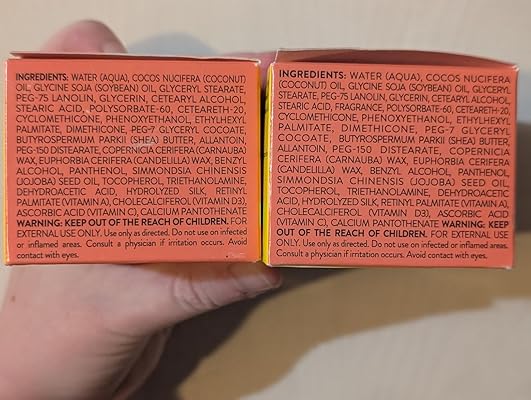 INGREDIENTS: WATER (AQUA), COCOS NUCIFERA (COCONUT)
OIL, GLYCINE SOJA (SOYBEAN) OIL, GLYCERYL STEARATE,
PEG-75 LANOLIN, GLYCERIN, CETEARYL ALCOHOL,
STEARIC ACID, POLYSORBATE-60, CETEARETH-20,
CYCLOMETHICONE, PHENOXYETHANOL, ETHYLHEXYL
PALMITATE, DIMETHICONE, PEG-7 GLYCERYL COCOATE,
BUTYROSPERMUM PARKII (SHEA) BUTTER, ALLANTOIN,
PEG-150 DISTEARATE, COPERNICIA CERIFERA (CARNAUBA)
WAX, EUPHORBIA CERIFERA (CANDELILLA) WAX, BENZYL
ALCOHOL, PANTHENOL, SIMMONDSIA CHINENSIS
(JOJOBA) SEED OIL, TOCOPHEROL, TRIETHANOLAMINE,
DEHYDROACETIC ACID, HYDROLYZED SILK, RETINYL
PALMITATE (VITAMIN A), CHOLECALCIFEROL (VITAMIN D3),
ASCORBIC ACID (VITAMIN C), CALCIUM PANTOTHENATE
WARNING: KEEP OUT OF THE REACH OF CHILDREN. FOR
EXTERNAL USE ONLY. Use only as directed. Do not use on infected
or inflamed areas. Consult a physician if irritation occurs. Avoid
contact with eyes.
INGREDIENTS: WATER (AQUA), COCOS NUCIFERA
(COCONUT) OIL, GLYCINE SOJA (SOYBEAN) OIL, GLYCERYL
STEARATE, PEG-75 LANOLIN, GLYCERIN, CETEARYL ALCOHOL,
STEARIC ACID, FRAGRANCE, POLYSORBATE-60, CETEARETH-20,
CYCLOMETHICONE, PHENOXYETHANOL, ETHYLHEXYL
PALMITATE, DIMETHICONE, PEG-7 GLYCERYL
COCOATE, BUTYROSPERMUM PARKII (SHEA) BUTTER,
ALLANTOIN, PEG-150 DISTEARATE, COPERNICIA
CERIFERA (CARNAUBA) WAX, EUPHORBIA CERIFERA
(CANDELILLA) WAX, BENZYL ALCOHOL, PANTHENOL,
SIMMONDSIA CHINENSIS (JOJOBA) SEED OIL,
TOCOPHEROL, TRIETHANOLAMINE, DEHYDROACETIC
ACID, HYDROLYZED SILK, RETINYL PALMITATE (VITAMIN A),
CHOLECALCIFEROL (VITAMIN D3), ASCORBIC ACID
(VITAMIN C), CALCIUM PANTOTHENATE WARNING: KEEP
OUT OF THE REACH OF CHILDREN. FOR EXTERNAL USE
ONLY. Use only as directed. Do not use on infected or inflamed areas.
Consult a physician if irritation occurs. Avoid contact with eyes.